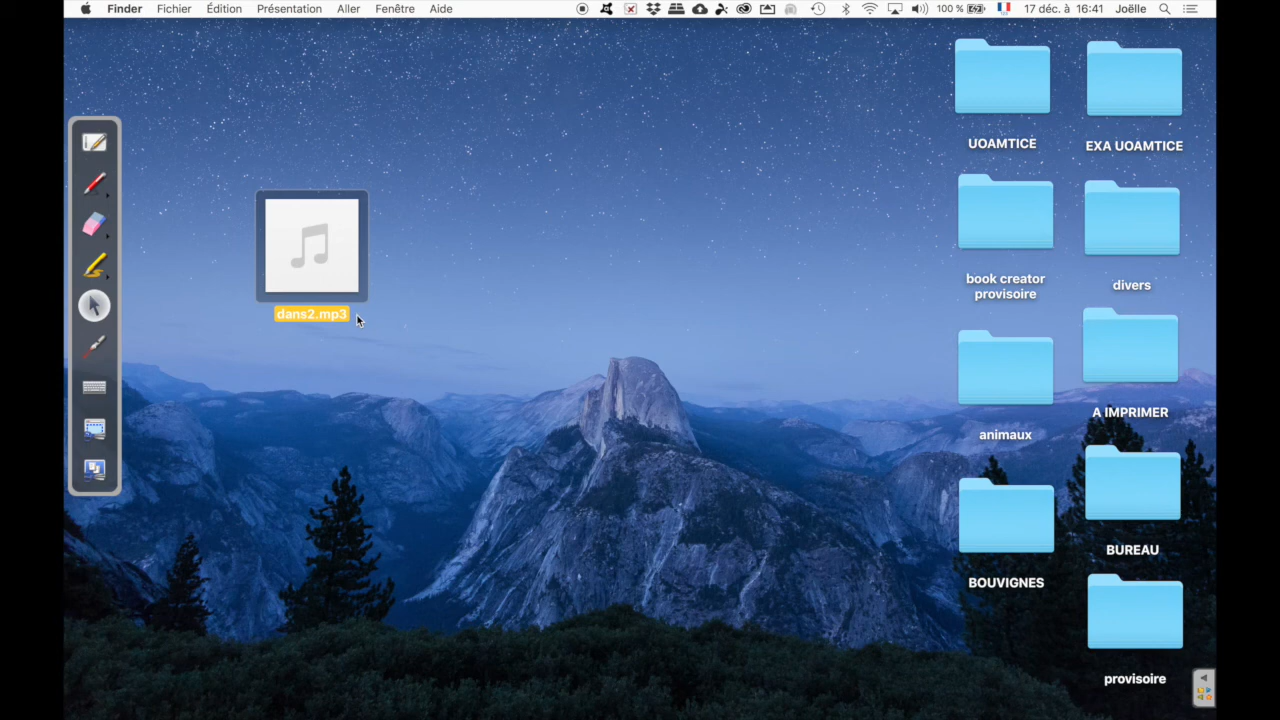 Finder Fichier Édition Présentation Aller Fenêtre Aide 100 % 17 déc. à 16:41 Joëlle
UOAMTICE
EXA UOAMTICE
dans2.mp3
book creator
provisoire
divers
animaux
A IMPRIMER
BOUVIGNES
BUREAU
provisoire